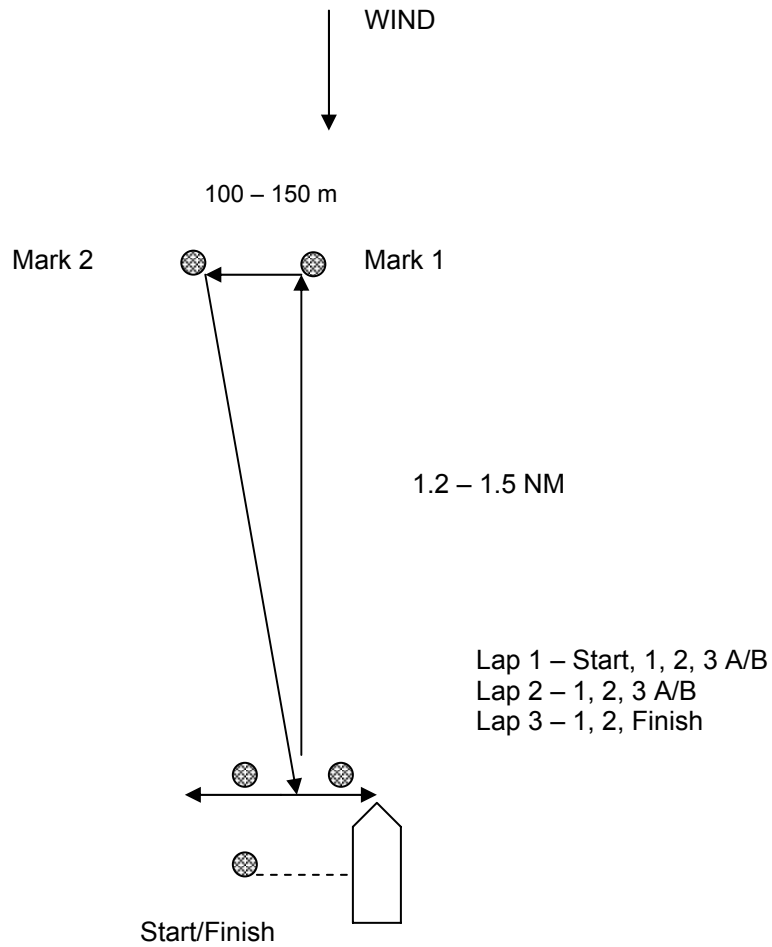 WIND
100 – 150 m
Mark 2
Mark 1
1.2 – 1.5 NM
Lap 1 – Start, 1, 2, 3 A/B
Lap 2 – 1, 2, 3 A/B
Lap 3 – 1, 2, Finish
Start/Finish